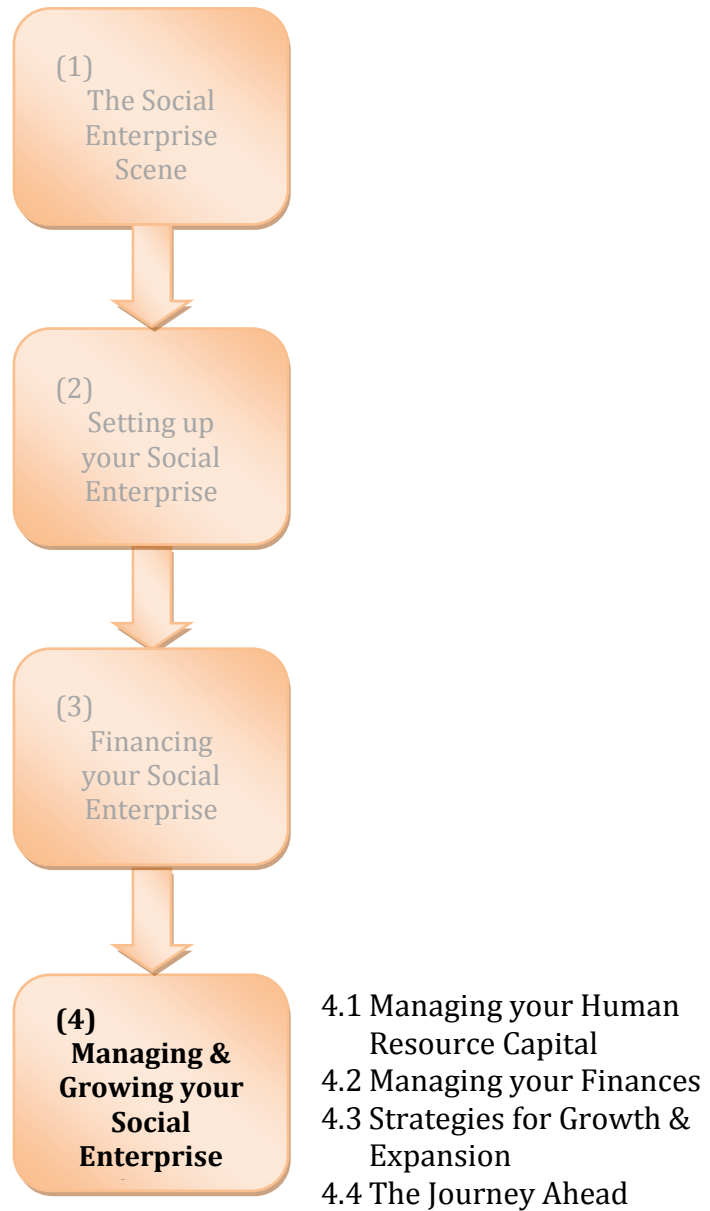 (1)
The Social
Enterprise
Scene
(2)
Setting up
your Social
Enterprise
(3)
Financing
your Social
Enterprise
(4)
Managing &
Growing your
Social
Enterprise
4.1 Managing your Human
Resource Capital
4.2 Managing your Finances
4.3 Strategies for Growth &
Expansion
4.4 The Journey Ahead